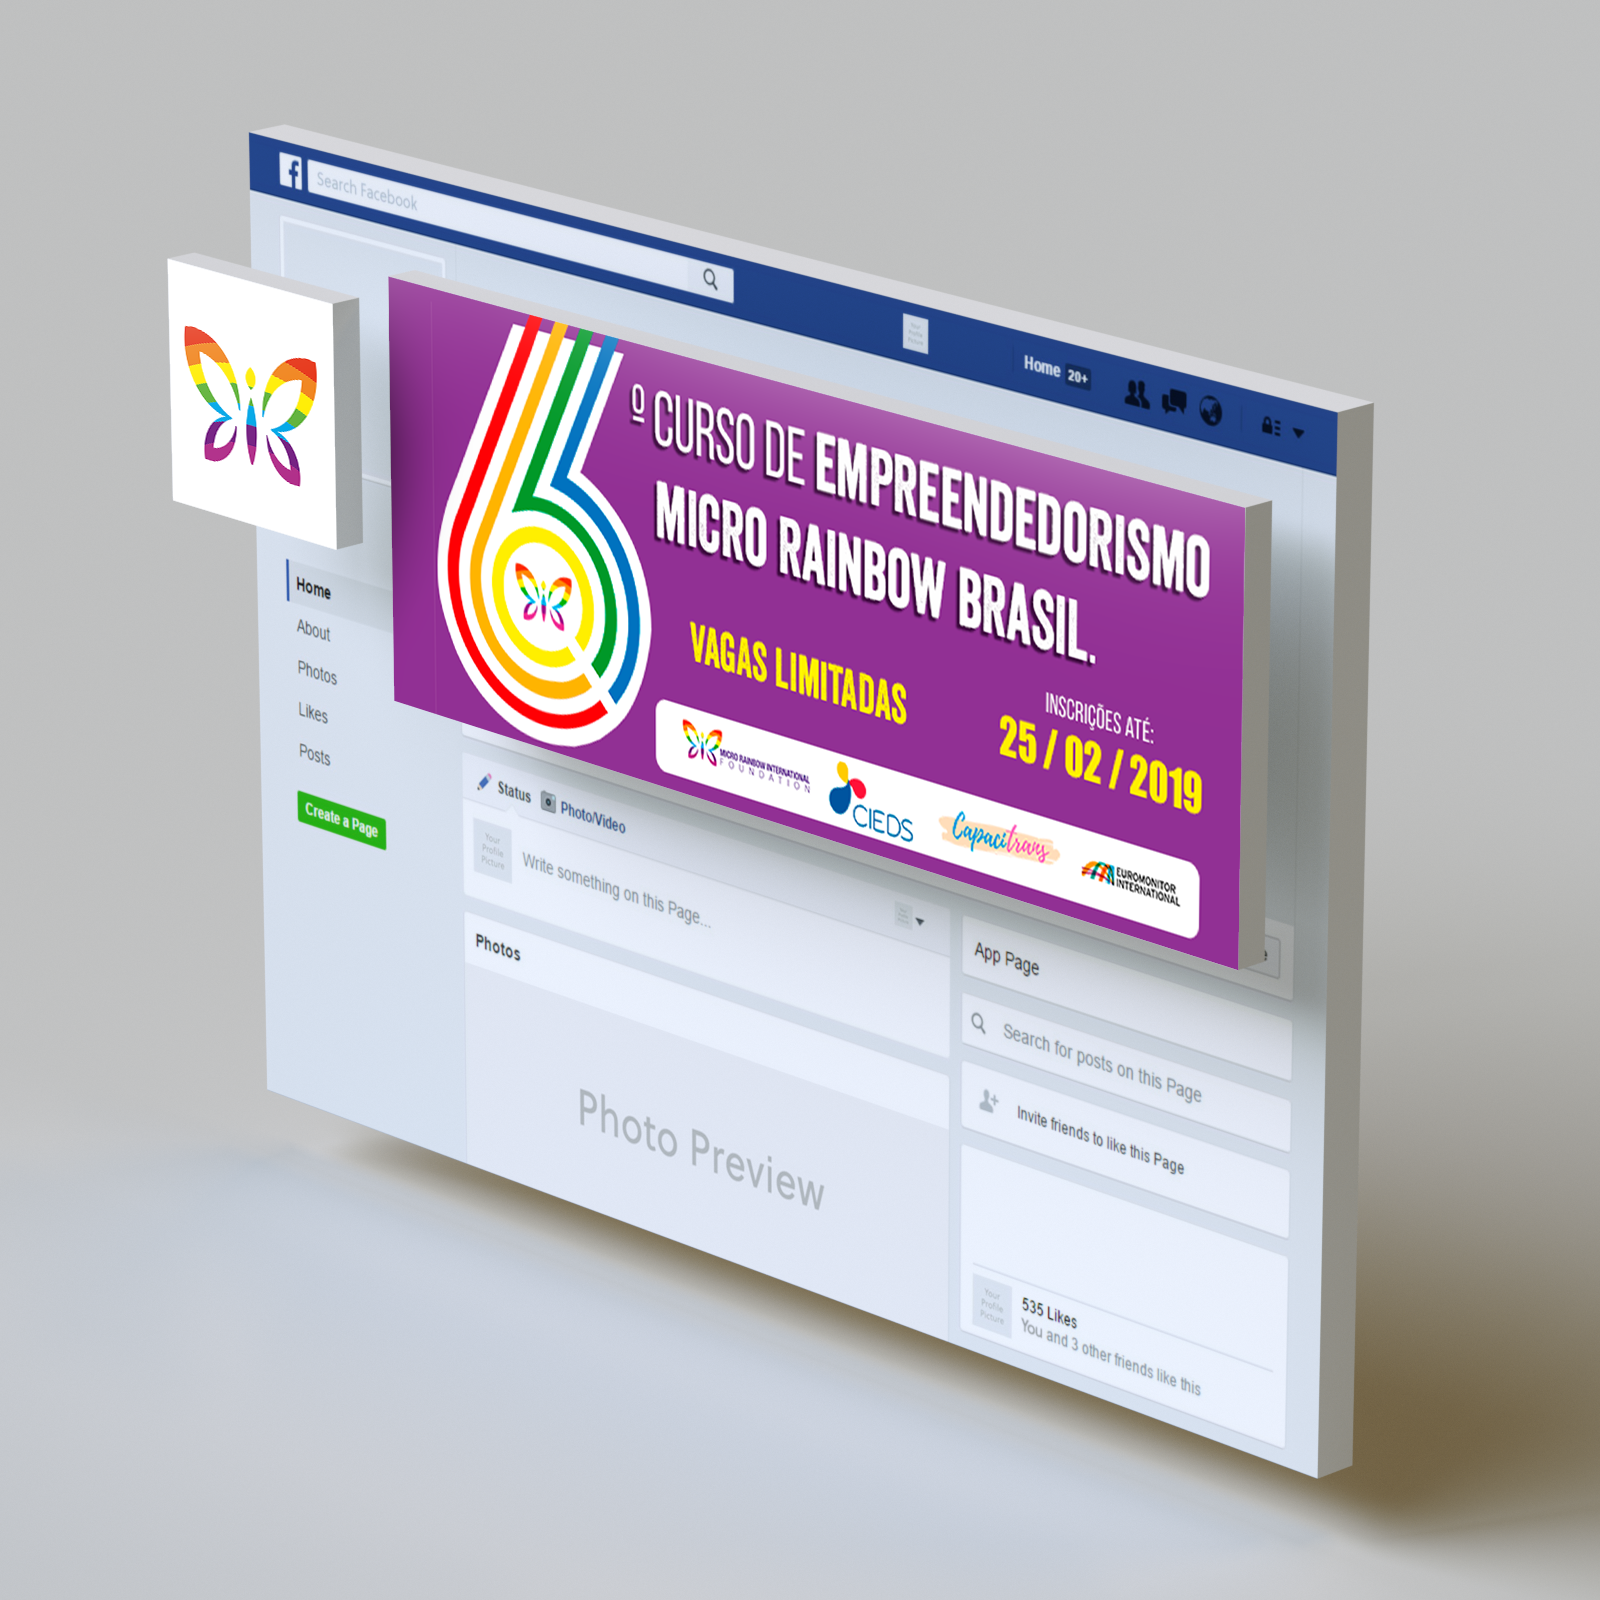 f
Search Facebook
Your Profile Picture
Home 20+
6º CURSO DE EMPREENDEDORISMO
MICRO RAINBOW BRASIL.
VAGAS LIMITADAS
INSCRIÇÕES ATÉ:
25 / 02 / 2019
MICRO RAINBOW INTERNATIONAL
FOUNDATION
CIEDS
Capacitrans
EUROMONITOR
INTERNATIONAL
Home
About
Photos
Likes
Posts
Create a Page
Status
Photo/Video
Your
Profile
Picture
Write something on this Page...
Photos
Photo Preview
App Page
Search for posts on this Page
Invite friends to like this Page
Your
Profile
Picture
535 Likes
You and 3 other friends like this